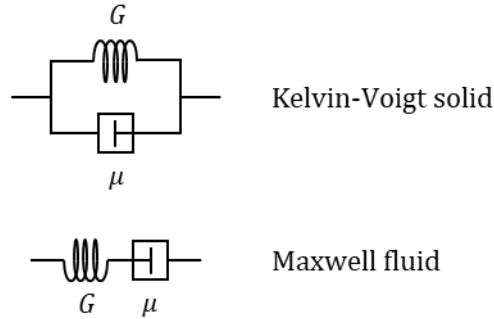 G
Kelvin-Voigt solid
μ
Maxwell fluid
G μ